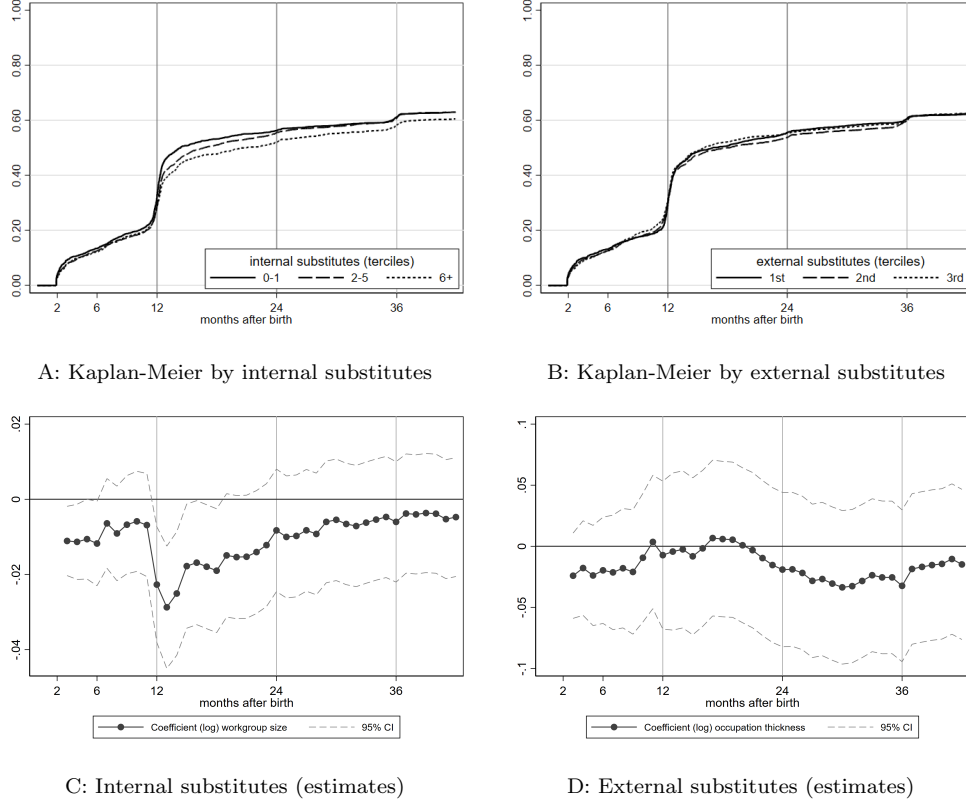 1.00
0.80
0.60
0.40
0.20
0.00
internal substitutes (terciles)
0-1 2-5 6+
2 6 12 24 36
months after birth
A: Kaplan-Meier by internal substitutes
1.00
0.80
0.60
0.40
0.20
0.00
external substitutes (terciles)
1st 2nd 3rd
2 6 12 24 36
months after birth
B: Kaplan-Meier by external substitutes
.02
0
-.02
-.04
2 6 12 24 36
months after birth
Coefficient (log) workgroup size 95% CI
C: Internal substitutes (estimates)
.1
.05
0
-.05
-.1
2 6 12 24 36
months after birth
Coefficient (log) occupation thickness 95% CI
D: External substitutes (estimates)